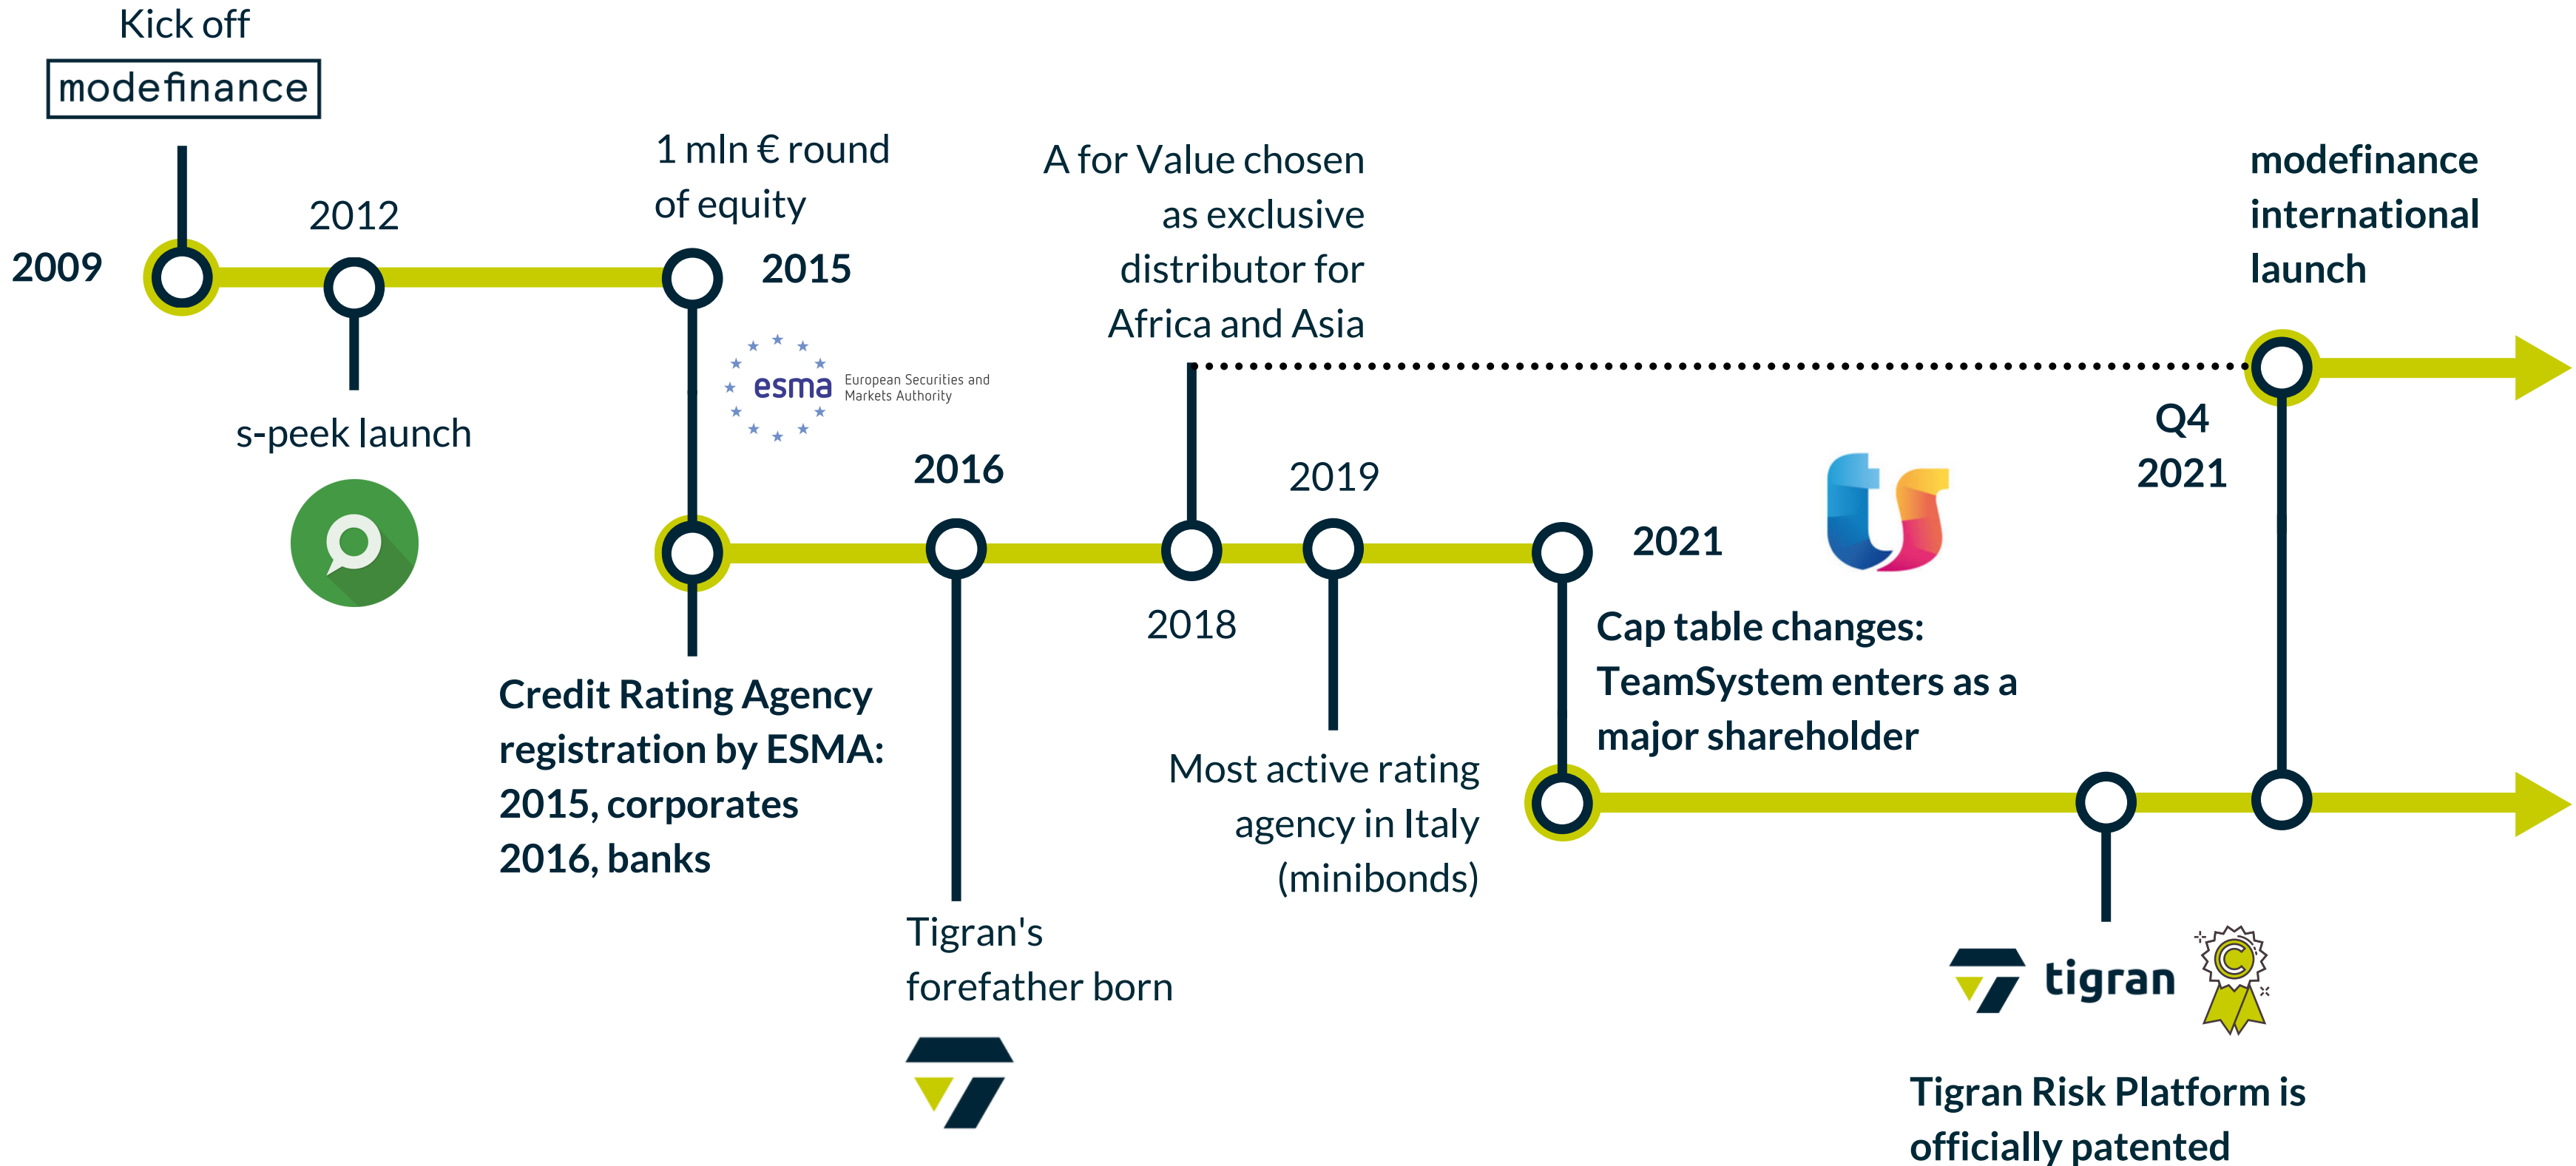 Kick off
modefinance
2009
2012
s-peek launch
1 mln € round
of equity
2015
esma
European Securities and
Markets Authority
Credit Rating Agency
registration by ESMA:
2015, corporates
2016, banks
2016
Tigran's
forefather born
A for Value chosen
as exclusive
distributor for
Africa and Asia
2018
2019
Most active rating
agency in Italy
(minibonds)
2021
ts
Cap table changes:
TeamSystem enters as a
major shareholder
tigran
C
Tigran Risk Platform is
officially patented
modefinance
international
launch
Q4
2021